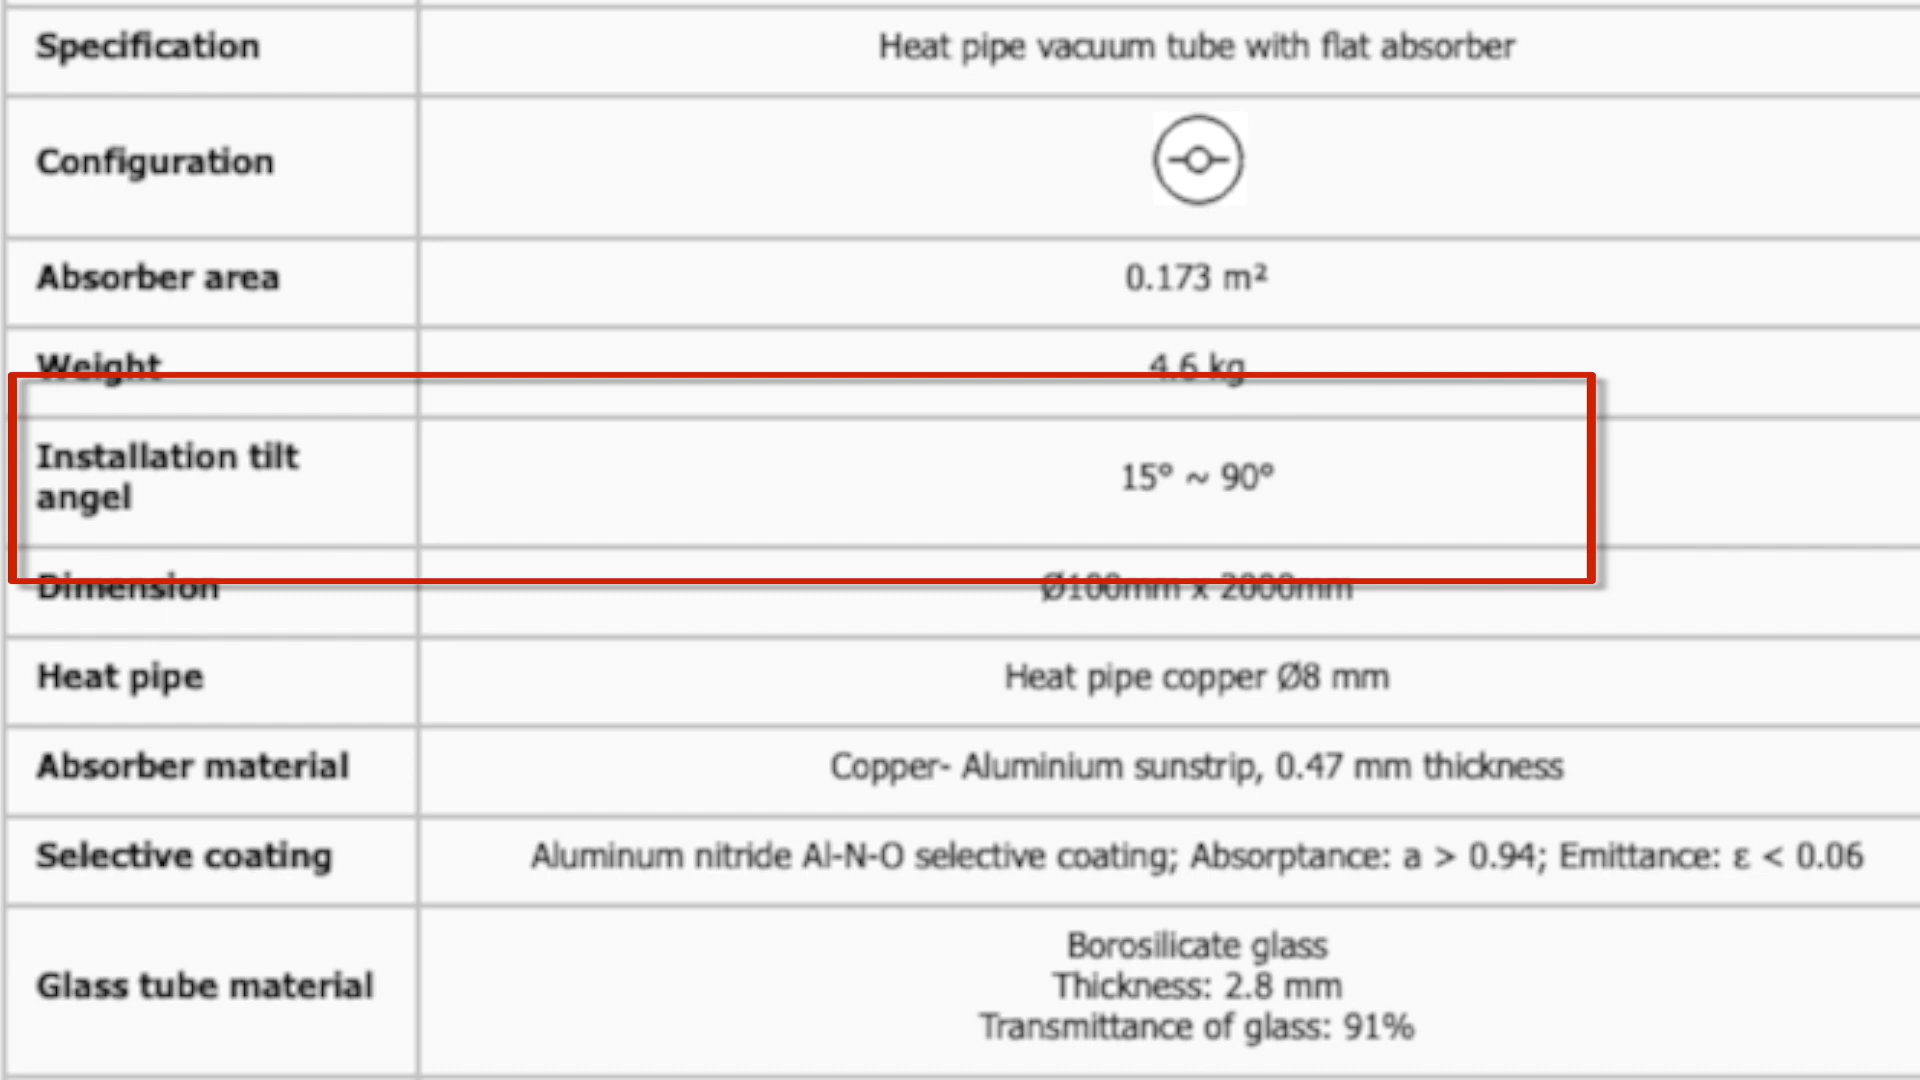 Specification
Heat pipe vacuum tube with flat absorber
Configuration
Absorber area
0.173 m²
Weight
4.6 kg
Installation tilt
angel
15° ~ 90°
Dimension
Ø100mm x 2000mm
Heat pipe
Heat pipe copper Ø8 mm
Absorber material
Copper- Aluminium sunstrip, 0.47 mm thickness
Selective coating
Aluminum nitride Al-N-O selective coating; Absorptance: a > 0.94; Emittance: ε < 0.06
Glass tube material
Borosilicate glass
Thickness: 2.8 mm
Transmittance of glass: 91%